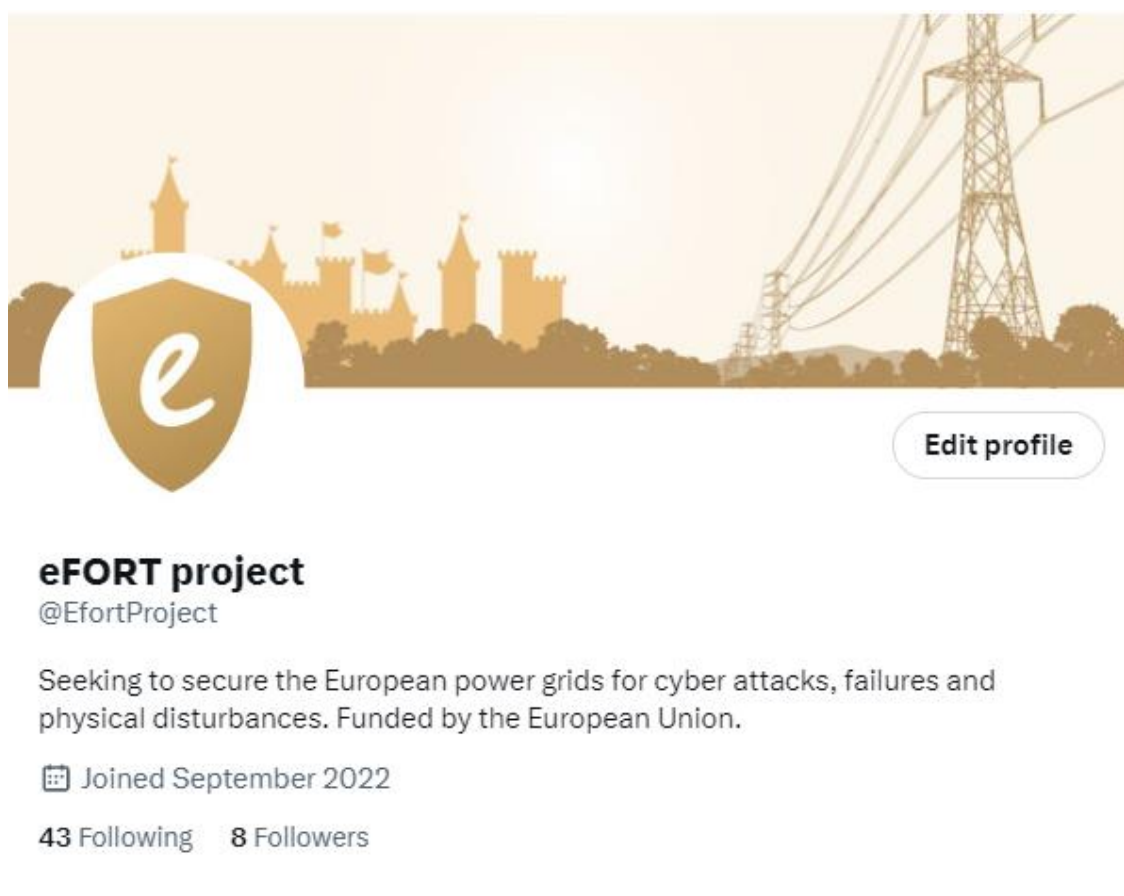 e
Edit profile
eFORT project
@EfortProject
Seeking to secure the European power grids for cyber attacks, failures and
physical disturbances. Funded by the European Union.
Joined September 2022
43 Following 8 Followers